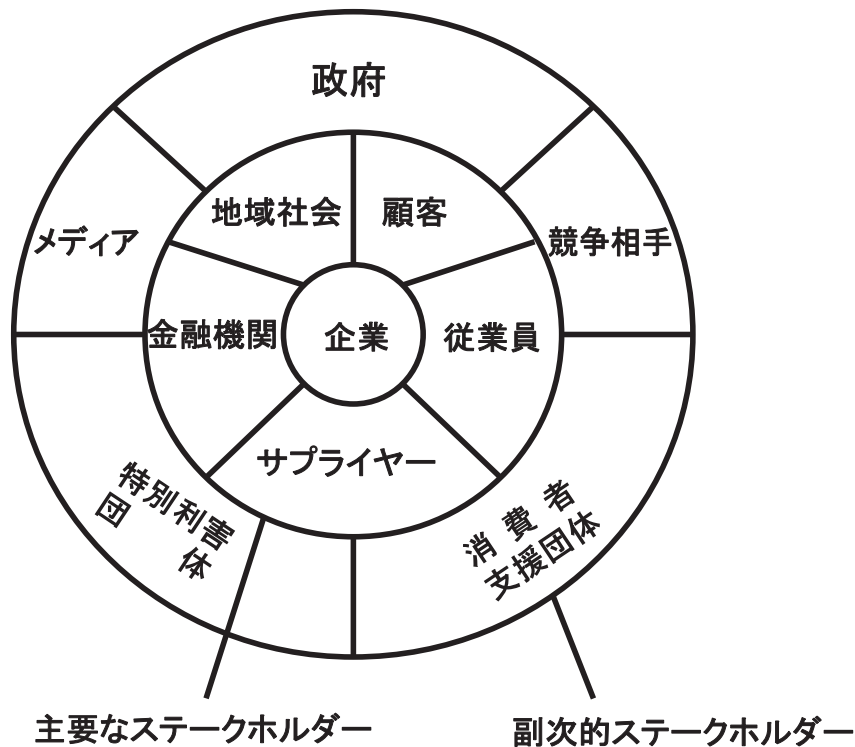 政府
地域社会
顧客
メディア
競争相手
金融機関
企業
従業員
サプライヤー
特別利害
団体
消費者
支援団体
主要なステークホルダー
副次的ステークホルダー